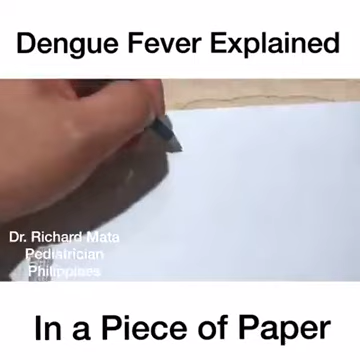 Dengue Fever Explained
Dr. Richard Mata
Pediatrician
Philippines
In a Piece of Paper